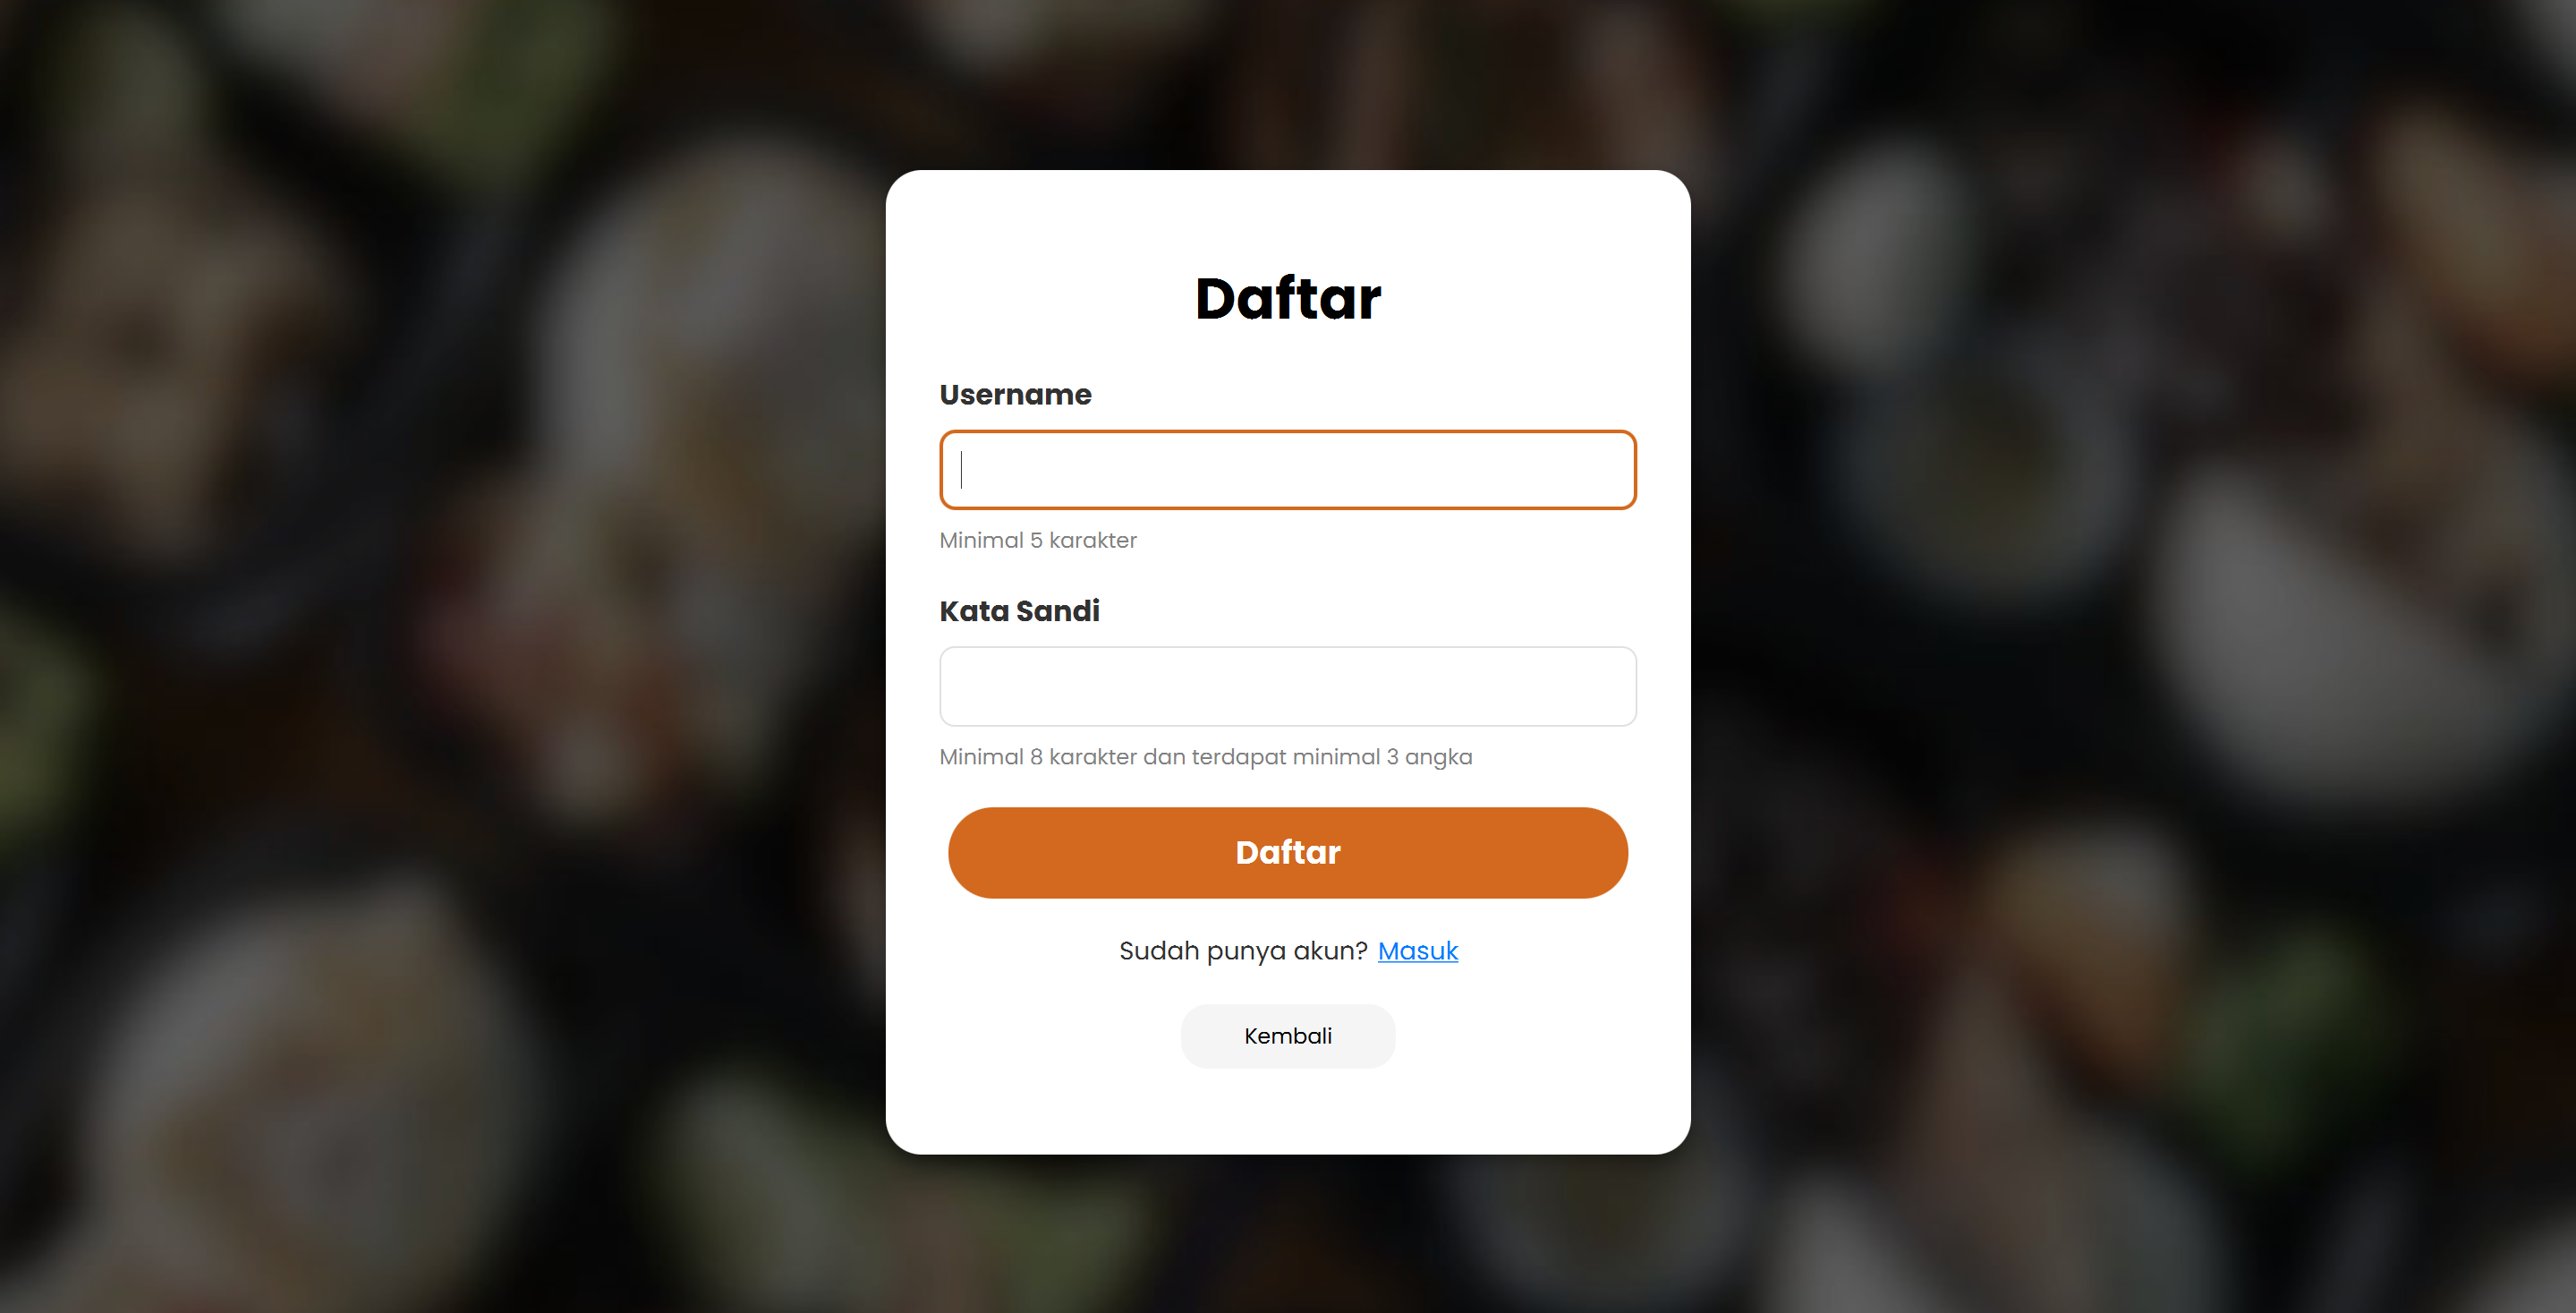 Daftar
Username
Minimal 5 karakter
Kata Sandi
Minimal 8 karakter dan terdapat minimal 3 angka
Daftar
Sudah punya akun? Masuk
Kembali